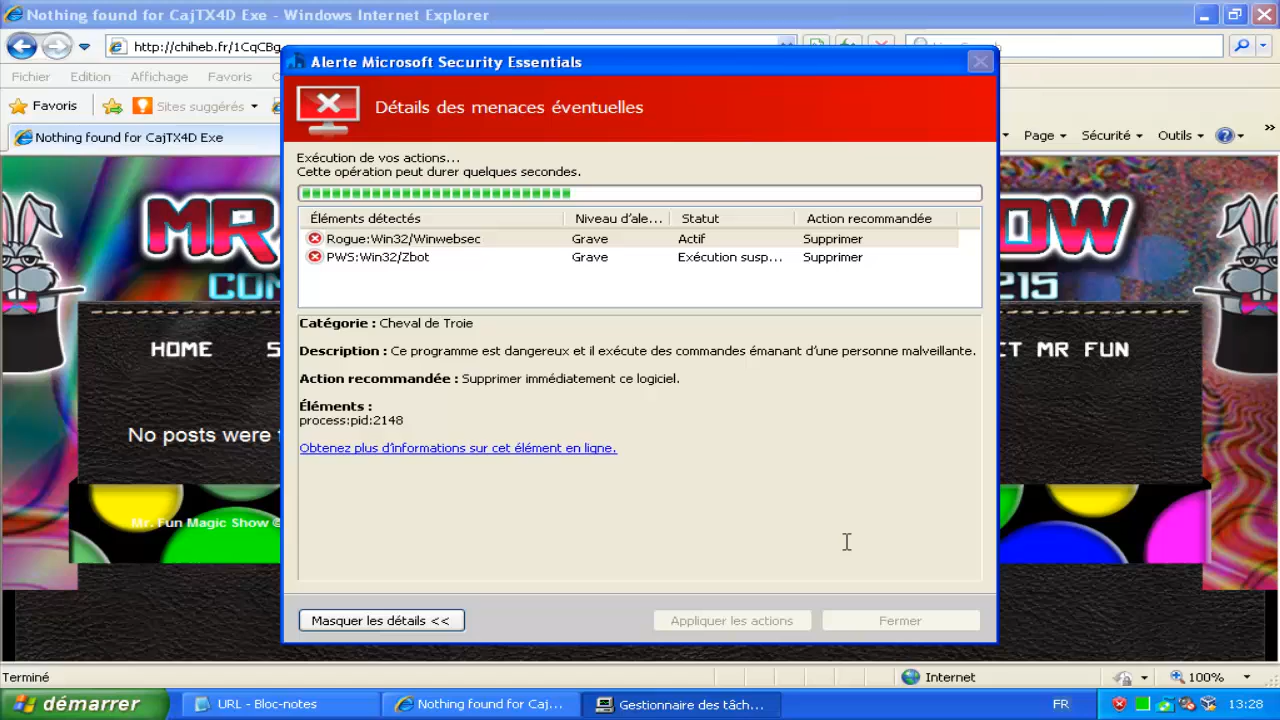 Nothing found for CajTX4D Exe - Windows Internet Explorer
http://chiheb.fr/1CqCBg
Alerte Microsoft Security Essentials
Fichier Edition Affichage Favoris
Détails des menaces éventuelles
Favoris Sites suggérés
Nothing found for CajTX4D Exe
Page Sécurité Outils »
Exécution de vos actions...
Cette opération peut durer quelques secondes.
Éléments détectés Niveau d'ale... Statut Action recommandée
Rogue:Win32/Winwebsec Grave Actif Supprimer
PWS:Win32/Zbot Grave Exécution susp... Supprimer
MR OW
COM 215
Catégorie : Cheval de Troie
HOME S CT MR FUN
Description : Ce programme est dangereux et il exécute des commandes émanant d'une personne malveillante.
Action recommandée : Supprimer immédiatement ce logiciel.
Éléments :
process:pid:2148
No posts were
Obtenez plus d'informations sur cet élément en ligne.
Mr. Fun Magic Show ©
Masquer les détails << Appliquer les actions Fermer
Terminé Internet 100%
démarrer URL - Bloc-notes Nothing found for Caj... Gestionnaire des tâch... FR 13:28